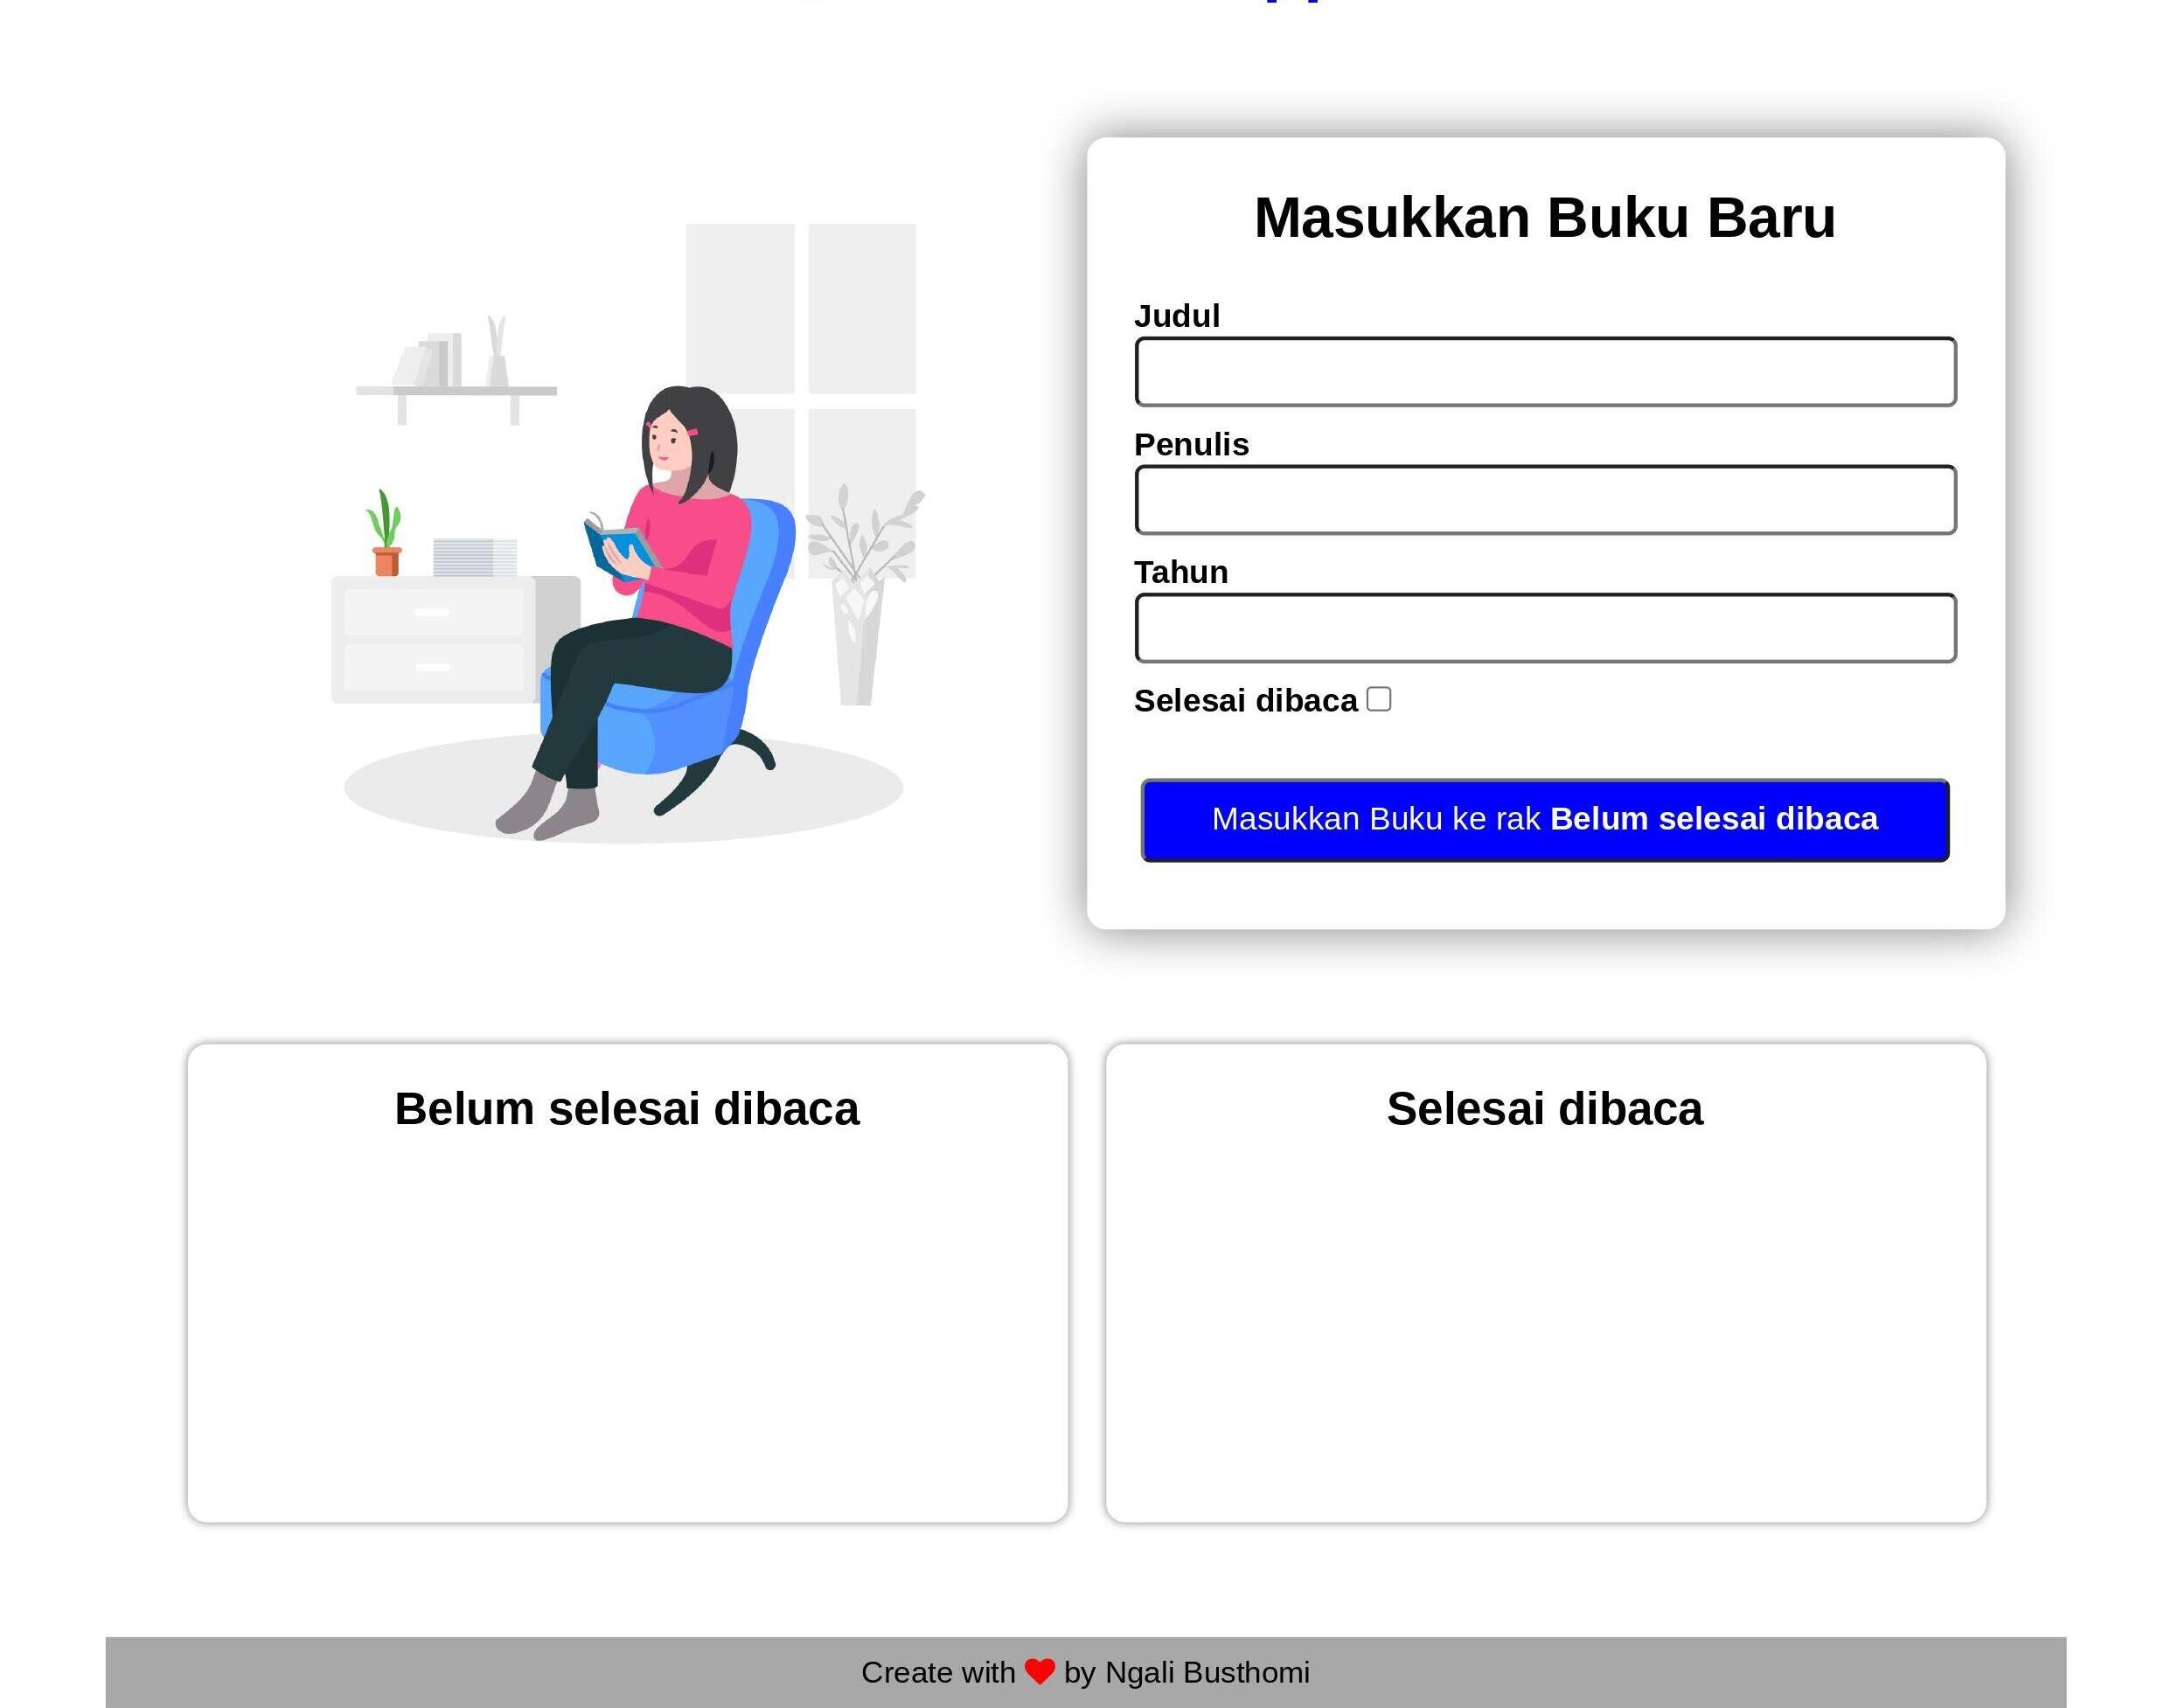 Masukkan Buku Baru
Judul
Penulis
Tahun
Selesai dibaca
Masukkan Buku ke rak Belum selesai dibaca
Belum selesai dibaca
Selesai dibaca
Create with ❤ by Ngali Busthomi